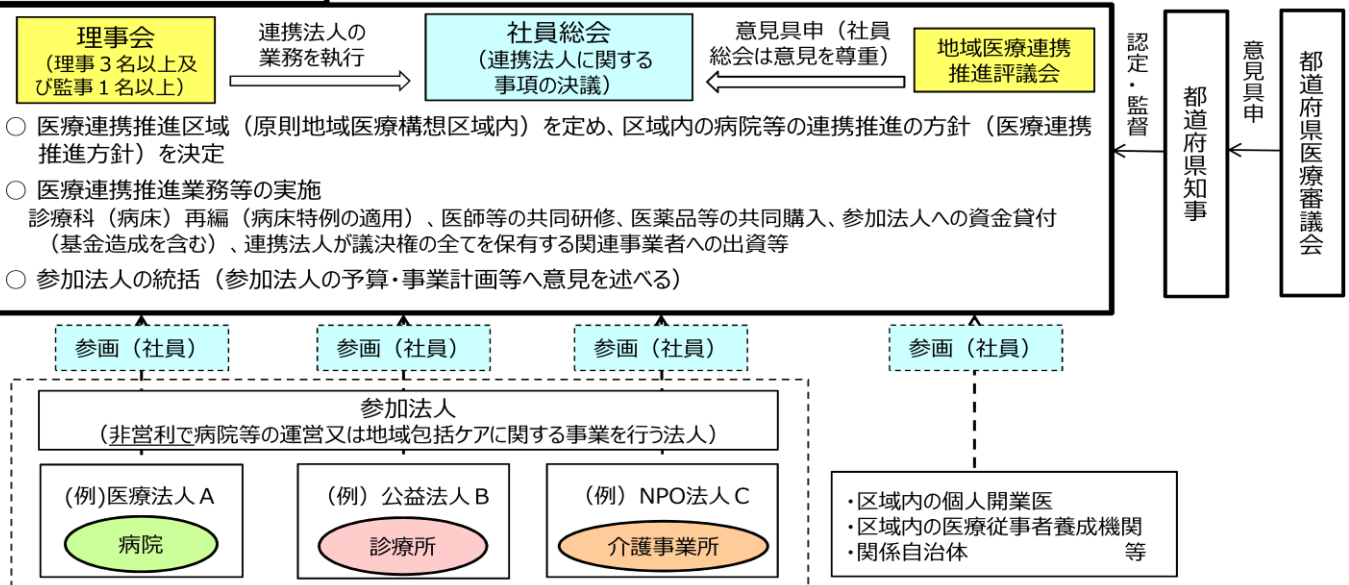 理事会
（理事３名以上及
び監事１名以上）
連携法人の
業務を執行
社員総会
（連携法人に関する
事項の決議）
意見具申（社員
総会は意見を尊重）
地域医療連携
推進評議会
認定・監督
都道府県知事
意見具申
都道府県医療審議会
○ 医療連携推進区域（原則地域医療構想区域内）を定め、区域内の病院等の連携推進の方針（医療連携
推進方針）を決定
○ 医療連携推進業務等の実施
診療科（病床）再編（病床特例の適用）、医師等の共同研修、医薬品等の共同購入、参加法人への資金貸付
（基金造成を含む）、連携法人が議決権の全てを保有する関連事業者への出資等
○ 参加法人の統括（参加法人の予算・事業計画等へ意見を述べる）
参画（社員）
参画（社員）
参画（社員）
参画（社員）
参加法人
（非営利で病院等の運営又は地域包括ケアに関する事業を行う法人）
(例)医療法人Ａ
病院
（例）公益法人Ｂ
診療所
（例）NPO法人Ｃ
介護事業所
・区域内の個人開業医
・区域内の医療従事者養成機関
・関係自治体　　　　　　等